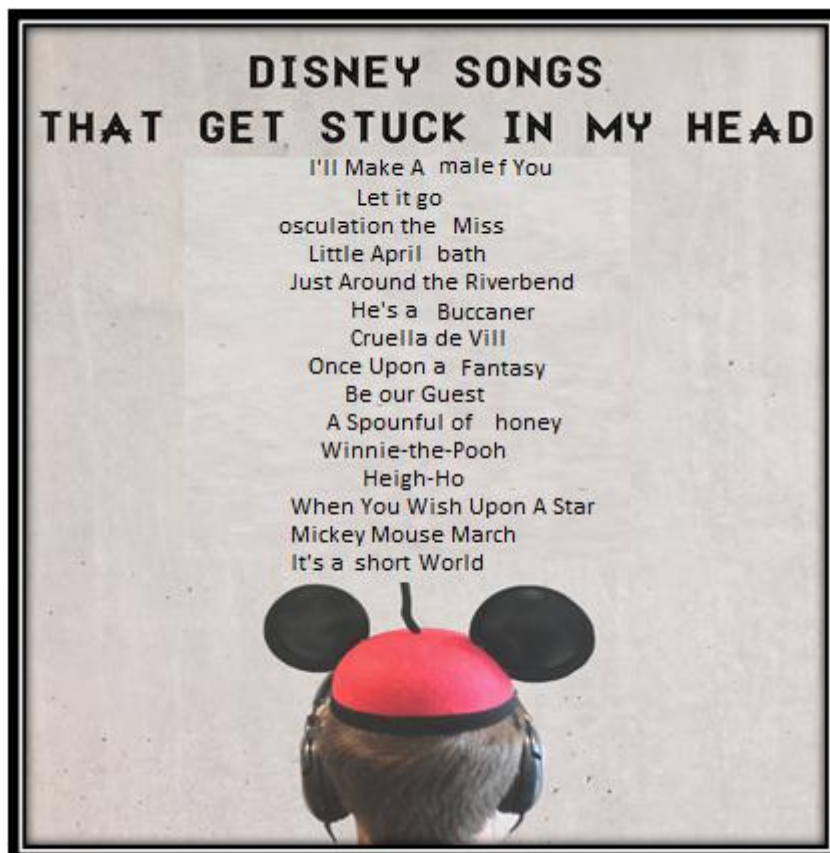 DISNEY SONGS
THAT GET STUCK IN MY HEAD
I'll Make A malef You
Let it go
osculation the Miss
Little April bath
Just Around the Riverbend
He's a Buccaner
Cruella de Vill
Once Upon a Fantasy
Be our Guest
A Spounful of honey
Winnie-the-Pooh
Heigh-Ho
When You Wish Upon A Star
Mickey Mouse March
It's a short World